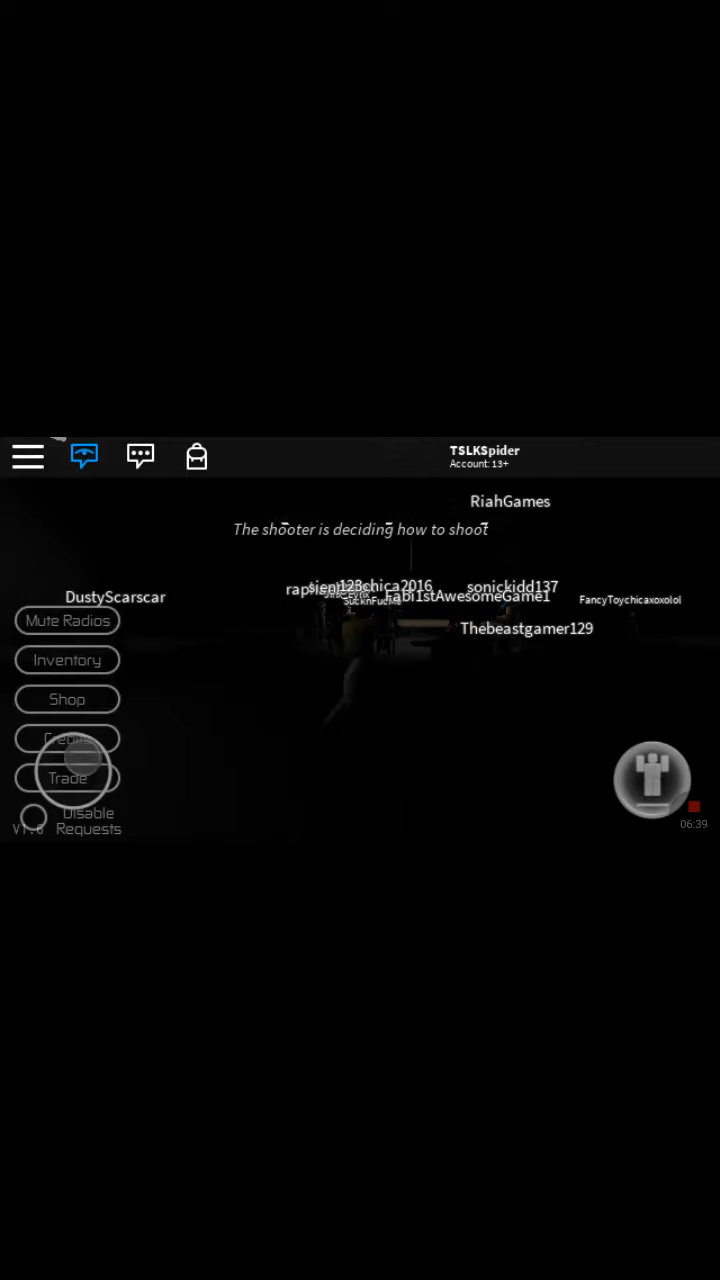 TSLKSpider
Account: 13+
RiahGames
The shooter is deciding how to shoot
123chica2016
sonickidd137
Fabi1stAwesomeGame1
DustyScarscar
FancyToychicaxoxolol
Mute Radios
Thebeastgamer129
Inventory
Shop
Trade
Disable
Requests
06:39